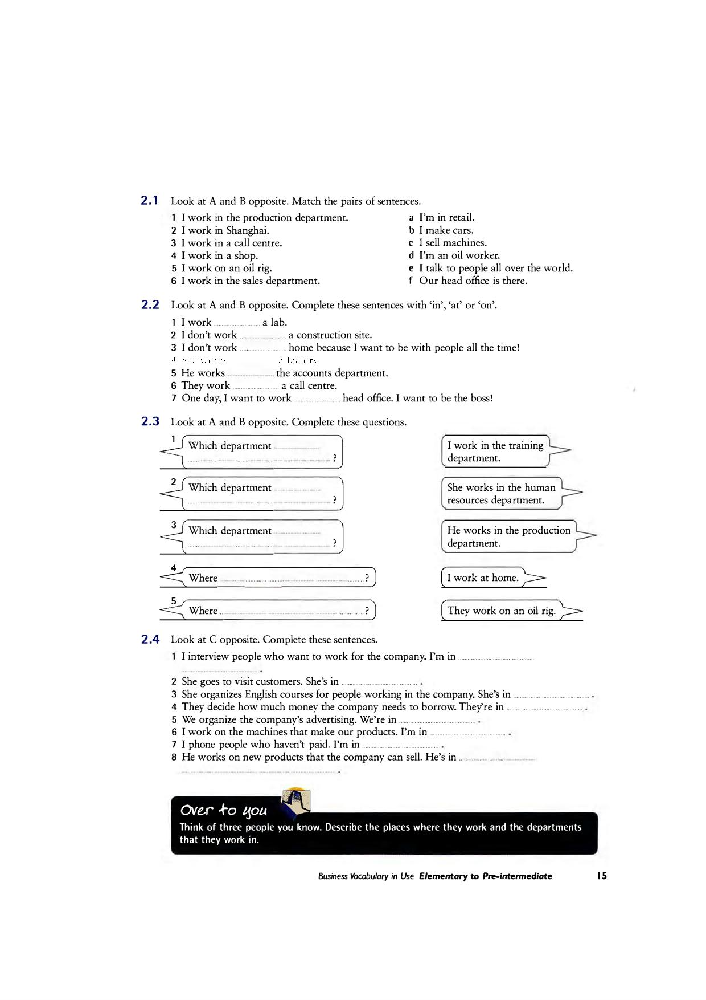 2.1 Look at A and B opposite. Match the pairs of sentences.
1 I work in the production department. a I'm in retail.
2 I work in Shanghai. b I make cars.
3 I work in a call centre. c I sell machines.
4 I work in a shop. d I'm an oil worker.
5 I work on an oil rig. e I talk to people all over the world.
6 I work in the sales department. f Our head office is there.
2.2 Look at A and B opposite. Complete these sentences with ‘in’, ‘at’ or ‘on’.
1 I work .................... a lab.
2 I don't work .................... a construction site.
3 I don't work .................... home because I want to be with people all the time!
4 She works a factory.
5 He works .................... the accounts department.
6 They work .................... a call centre.
7 One day, I want to work .................... head office. I want to be the boss!
2.3 Look at A and B opposite. Complete these questions.
1 Which department ....................
.................... .................... .................... ?
I work in the training
department.
2 Which department ....................
.................... .................... .................... ?
She works in the human
resources department.
3 Which department ....................
.................... .................... .................... ?
He works in the production
department.
4 Where .................... .................... .................... ?
I work at home.
5 Where .................... .................... .................... ?
They work on an oil rig.
2.4 Look at C opposite. Complete these sentences.
1 I interview people who want to work for the company. I'm in ....................
.................... .
2 She goes to visit customers. She's in .................... .
3 She organizes English courses for people working in the company. She's in .................... .
4 They decide how much money the company needs to borrow. They're in .................... .
5 We organize the company's advertising. We're in .................... .
6 I work on the machines that make our products. I'm in .................... .
7 I phone people who haven't paid. I'm in .................... .
8 He works on new products that the company can sell. He's in ....................
.................... .................... .
Over to you
Think of three people you know. Describe the places where they work and the departments
that they work in.
Business Vocabulary in Use Elementary to Pre-intermediate 15